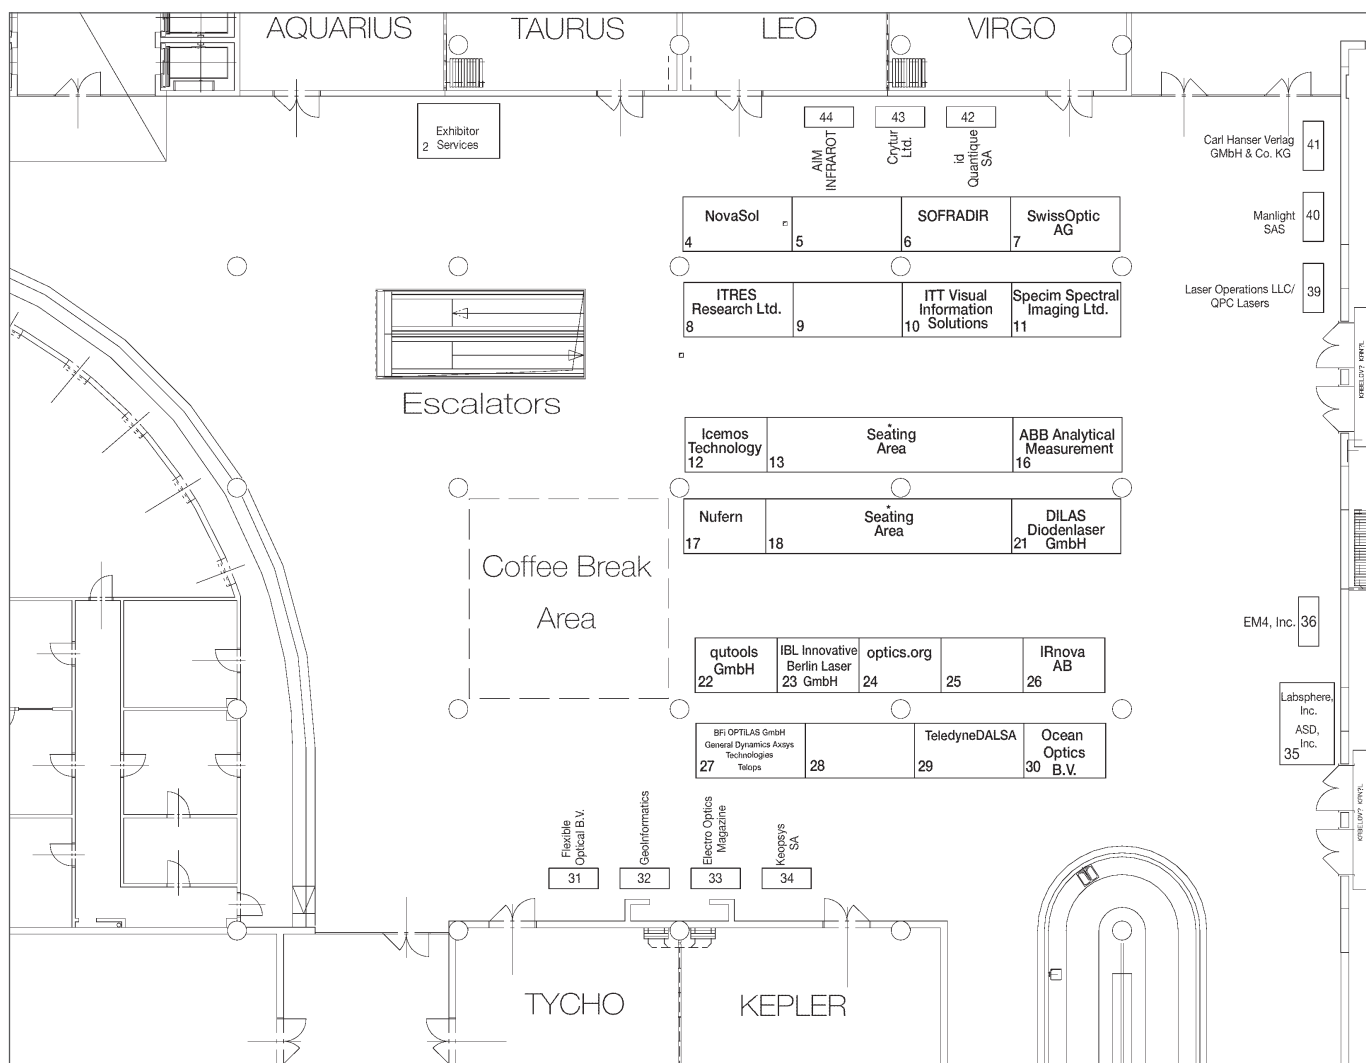 AQUARIUS
TAURUS
LEO
VIRGO
Exhibitor
2 Services
44
43
42
AIM
INFRAROT
Crytur
Ltd.
id
Quantique
SA
Carl Hanser Verlag
GMbH & Co. KG
41
Manlight
SAS
40
Laser Operations LLC/
QPC Lasers
39
NovaSol
4
5
SOFRADIR
6
SwissOptic
AG
7
ITRES
Research Ltd.
8
9
ITT Visual
Information
10 Solutions
Specim Spectral
Imaging Ltd.
11
Escalators
Icemos
Technology
12
*
Seating
Area
13
ABB Analytical
Measurement
16
Nufern
17
*
Seating
Area
18
DILAS
Diodenlaser
21 GmbH
Coffee Break
Area
EM4, Inc. 36
qutools
GmbH
22
IBL Innovative
Berlin Laser
23 GmbH
optics.org
24
25
IRnova
AB
26
Labsphere,
Inc.
ASD,
Inc.
35
BFi OPTiLAS GmbH
General Dynamics Axsys
Technologies
Telops
27
28
TeledyneDALSA
29
Ocean
Optics
30 B.V.
Flexible
Optical B.V.
GeoInformatics
Electro Optics
Magazine
Keopsys
SA
31
32
33
34
TYCHO
KEPLER